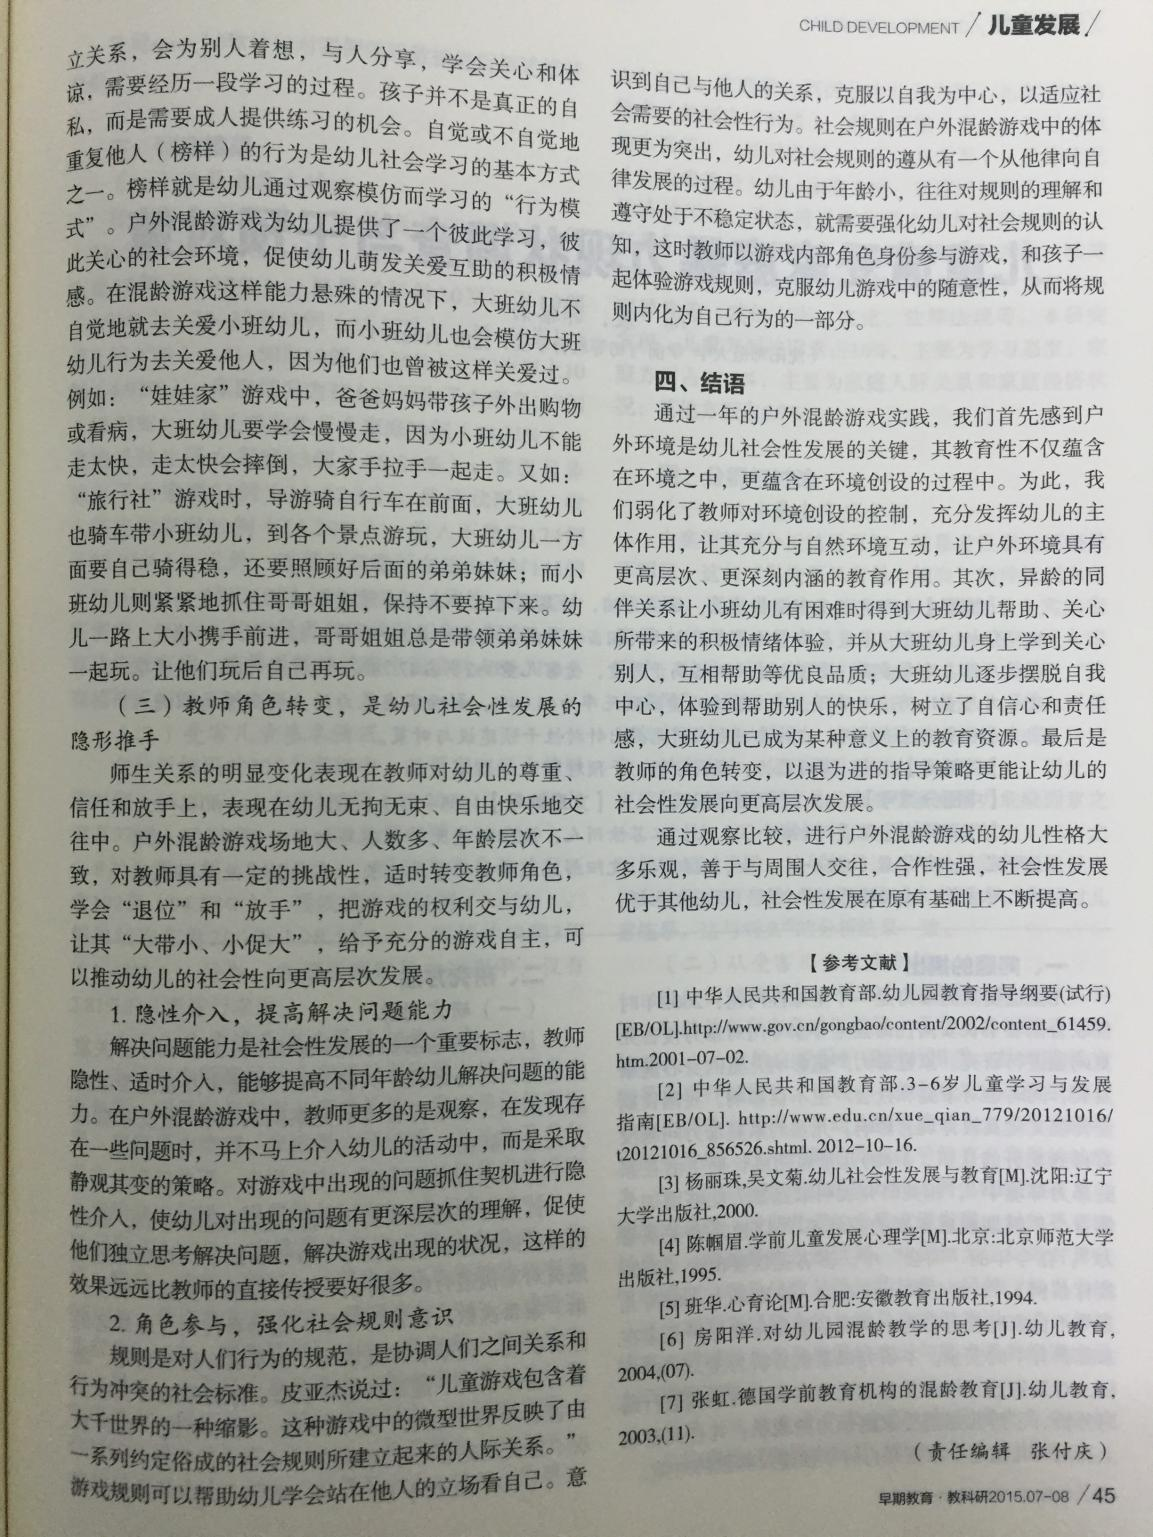 CHILD DEVELOPMENT / 儿童发展 /
立关系，会为别人着想，与人分享，学会关心和体
谅，需要经历一段学习的过程。孩子并不是真正的自
私，而是需要成人提供练习的机会。自觉或不自觉地
重复他人（榜样）的行为是幼儿社会学习的基本方式
之一。榜样就是幼儿通过观察模仿而学习的“行为模
式”。户外混龄游戏为幼儿提供了一个彼此学习，彼
此关心的社会环境，促使幼儿萌发关爱互助的积极情
感。在混龄游戏这样能力悬殊的情况下，大班幼儿不
自觉地就去关爱小班幼儿，而小班幼儿也会模仿大班
幼儿行为去关爱他人，因为他们也曾被这样关爱过。
例如：“娃娃家”游戏中，爸爸妈妈带孩子外出购物
或看病，大班幼儿要学会慢慢走，因为小班幼儿不能
走太快，走太快会摔倒，大家手拉手一起走。又如：
“旅行社”游戏时，导游骑自行车在前面，大班幼儿
也骑车带小班幼儿，到各个景点游玩，大班幼儿一方
面要自己骑得稳，还要照顾好后面的弟弟妹妹；而小
班幼儿则紧紧地抓住哥哥姐姐，保持不要掉下来。幼
儿一路上大小携手前进，哥哥姐姐总是带领弟弟妹妹
一起玩。让他们玩后自己再玩。
（三）教师角色转变，是幼儿社会性发展的
隐形推手
师生关系的明显变化表现在教师对幼儿的尊重、
信任和放手上，表现在幼儿无拘无束、自由快乐地交
往中。户外混龄游戏场地大、人数多、年龄层次不一
致，对教师具有一定的挑战性，适时转变教师角色，
学会“退位”和“放手”，把游戏的权利交与幼儿，
让其“大带小、小促大”，给予充分的游戏自主，可
以推动幼儿的社会性向更高层次发展。
1. 隐性介入，提高解决问题能力
解决问题能力是社会性发展的一个重要标志，教师
隐性、适时介入，能够提高不同年龄幼儿解决问题的能
力。在户外混龄游戏中，教师更多的是观察，在发现存
在一些问题时，并不马上介入幼儿的活动中，而是采取
静观其变的策略。对游戏中出现的问题抓住契机进行隐
性介入，使幼儿对出现的问题有更深层次的理解，促使
他们独立思考解决问题，解决游戏出现的状况，这样的
效果远远比教师的直接传授要好很多。
2. 角色参与，强化社会规则意识
规则是对人们行为的规范，是协调人们之间关系和
行为冲突的社会标准。皮亚杰说过：“儿童游戏包含着
大千世界的一种缩影。这种游戏中的微型世界反映了由
一系列约定俗成的社会规则所建立起来的人际关系。”
游戏规则可以帮助幼儿学会站在他人的立场看自己。意
识到自己与他人的关系，克服以自我为中心，以适应社
会需要的社会性行为。社会规则在户外混龄游戏中的体
现更为突出，幼儿对社会规则的遵从有一个从他律向自
律发展的过程。幼儿由于年龄小，往往对规则的理解和
遵守处于不稳定状态，就需要强化幼儿对社会规则的认
知，这时教师以游戏内部角色身份参与游戏，和孩子一
起体验游戏规则，克服幼儿游戏中的随意性，从而将规
则内化为自己行为的一部分。
四、结语
通过一年的户外混龄游戏实践，我们首先感到户
外环境是幼儿社会性发展的关键，其教育性不仅蕴含
在环境之中，更蕴含在环境创设的过程中。为此，我
们弱化了教师对环境创设的控制，充分发挥幼儿的主
体作用，让其充分与自然环境互动，让户外环境具有
更高层次、更深刻内涵的教育作用。其次，异龄的同
伴关系让小班幼儿有困难时得到大班幼儿帮助、关心
所带来的积极情绪体验，并从大班幼儿身上学到关心
别人，互相帮助等优良品质；大班幼儿逐步摆脱自我
中心，体验到帮助别人的快乐，树立了自信心和责任
感，大班幼儿已成为某种意义上的教育资源。最后是
教师的角色转变，以退为进的指导策略更能让幼儿的
社会性发展向更高层次发展。
通过观察比较，进行户外混龄游戏的幼儿性格大
多乐观，善于与周围人交往，合作性强，社会性发展
优于其他幼儿，社会性发展在原有基础上不断提高。
【参考文献】
[1] 中华人民共和国教育部.幼儿园教育指导纲要(试行)
[EB/OL].http://www.gov.cn/gongbao/content/2002/content_61459.
htm.2001-07-02.
[2] 中华人民共和国教育部.3-6岁儿童学习与发展
指南[EB/OL]. http://www.edu.cn/xue_qian_779/20121016/
t20121016_856526.shtml. 2012-10-16.
[3] 杨丽珠,吴文菊.幼儿社会性发展与教育[M].沈阳:辽宁
大学出版社,2000.
[4] 陈帼眉.学前儿童发展心理学[M].北京:北京师范大学
出版社,1995.
[5] 班华.心育论[M].合肥:安徽教育出版社,1994.
[6] 房阳洋.对幼儿园混龄教学的思考[J].幼儿教育,
2004,(07).
[7] 张虹.德国学前教育机构的混龄教育[J].幼儿教育,
2003,(11).
（责任编辑　张付庆）
早期教育·教科研2015.07-08 / 45